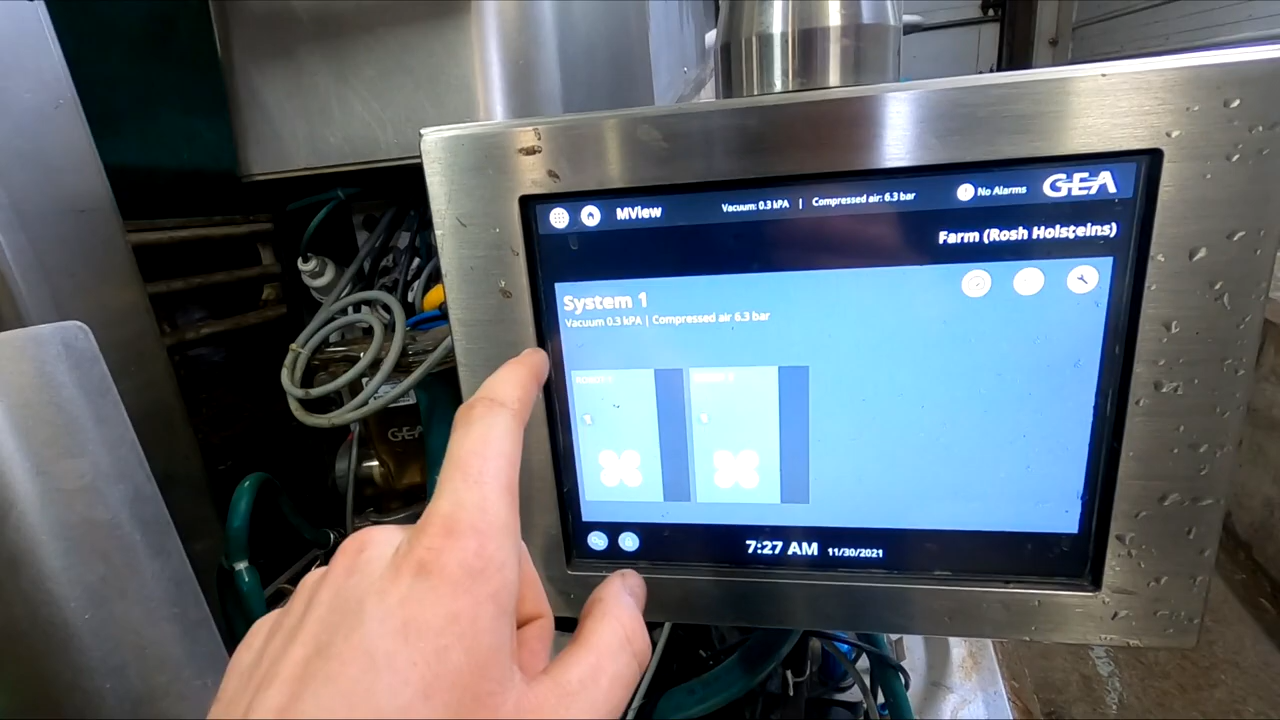 MView
Vacuum: 0.3 kPA | Compressed air: 6.3 bar
No Alarms
GEA
Farm (Rosh Holsteins)
System 1
Vacuum 0.3 kPA | Compressed air 6.3 bar
7:27 AM 11/30/2021
GEA